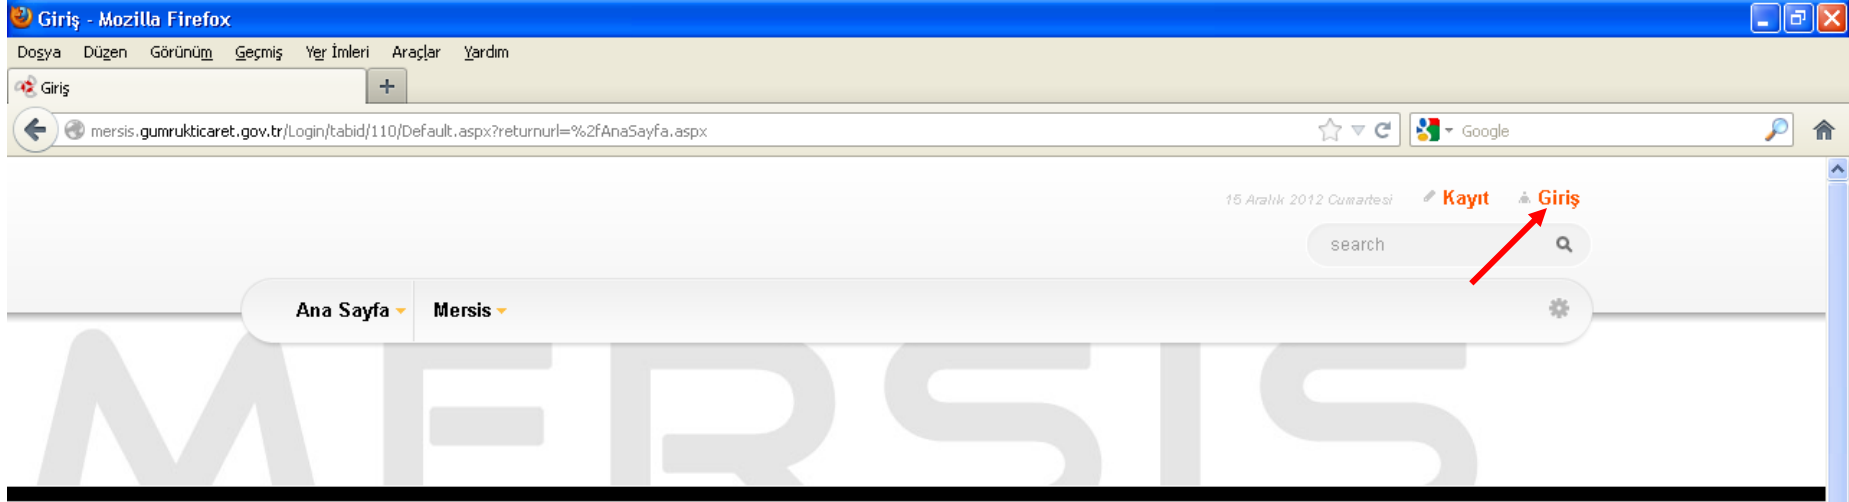 Giriş - Mozilla Firefox
Dosya Düzen Görünüm Geçmiş Yer İmleri Araçlar Yardım
Giriş
mersis.gumrukticaret.gov.tr/Login/tabid/110/Default.aspx?returnurl=%2fAnaSayfa.aspx Google
15 Aralık 2012 Cumartesi Kayıt Giriş
search
Ana Sayfa Mersis
MERSIS